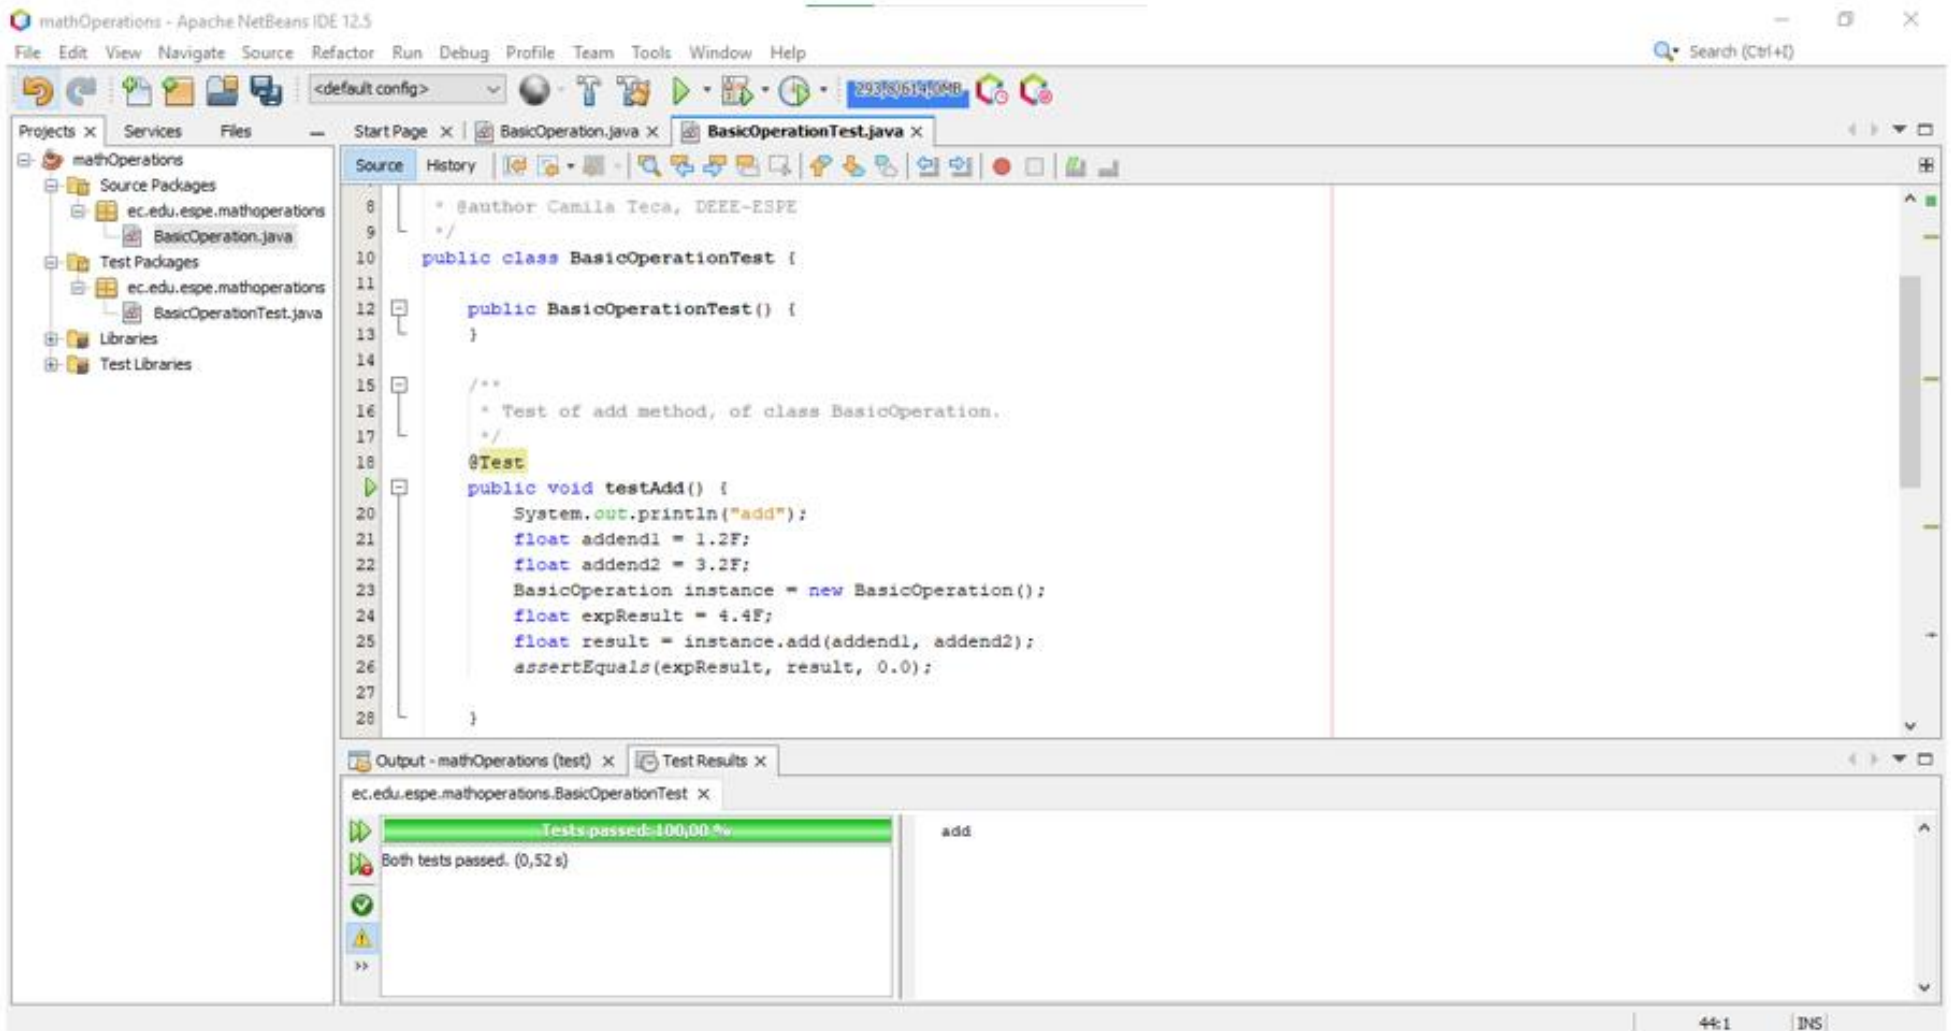 mathOperations - Apache NetBeans IDE 12.5
File Edit View Navigate Source Refactor Run Debug Profile Team Tools Window Help
Search (Ctrl+I)
<default config>
Projects Services Files
Start Page BasicOperation.java BasicOperationTest.java
mathOperations
Source Packages
ec.edu.espe.mathoperations
BasicOperation.java
Test Packages
ec.edu.espe.mathoperations
BasicOperationTest.java
Libraries
Test Libraries
Source History
8 * @author Camila Teca, DEEE-ESPE
9 */
10 public class BasicOperationTest {
11
12 public BasicOperationTest() {
13 }
14
15 /**
16 * Test of add method, of class BasicOperation.
17 */
18 @Test
public void testAdd() {
20 System.out.println("add");
21 float addend1 = 1.2F;
22 float addend2 = 3.2F;
23 BasicOperation instance = new BasicOperation();
24 float expResult = 4.4F;
25 float result = instance.add(addend1, addend2);
26 assertEquals(expResult, result, 0.0);
27
28 }
Output - mathOperations (test) Test Results
ec.edu.espe.mathoperations.BasicOperationTest
Tests passed: 100,00 %
Both tests passed. (0,52 s)
add
44:1 INS